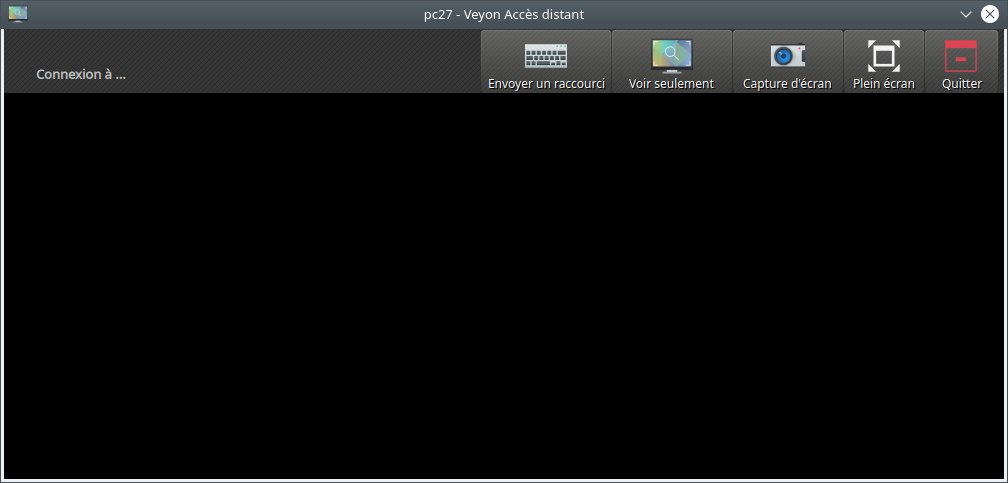 pc27 - Veyon Accès distant
Connexion à ...
Envoyer un raccourci
Voir seulement
Capture d'écran
Plein écran
Quitter